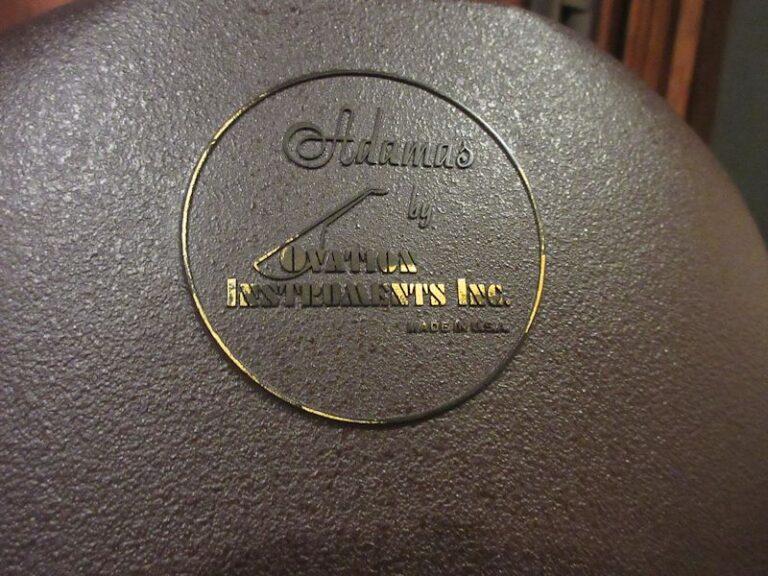 Adamas
by
OVATION
INSTRUMENTS INC.
MADE IN U.S.A.